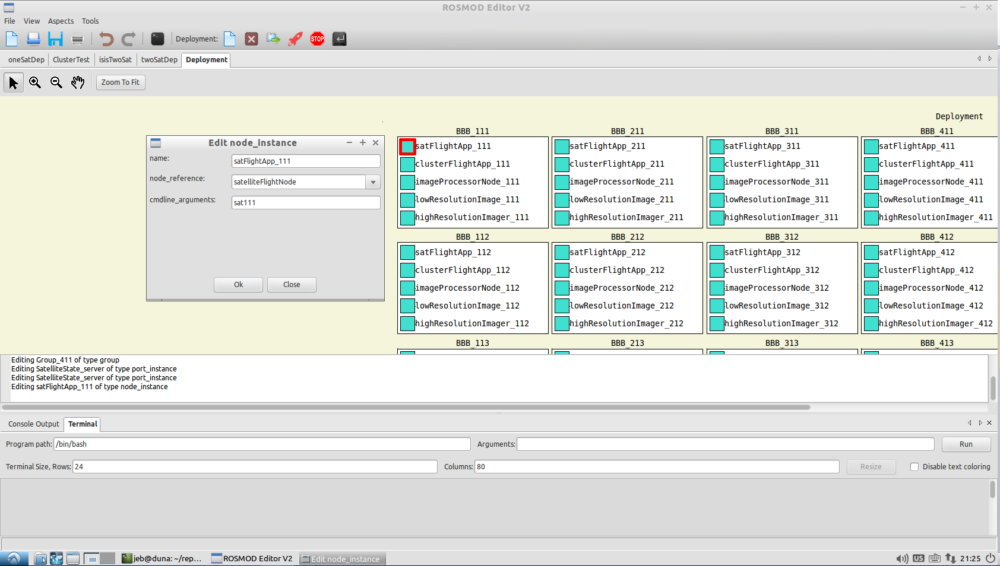 ROSMOD Editor V2
File View Aspects Tools
Deployment: STOP
oneSatDep ClusterTest isisTwoSat twoSatDep Deployment
Zoom To Fit
Deployment
BBB_111 BBB_211 BBB_311 BBB_411
satFlightApp_111 satFlightApp_211 satFlightApp_311 satFlightApp_411
clusterFlightApp_111 clusterFlightApp_211 clusterFlightApp_311 clusterFlightApp_411
imageProcessorNode_111 imageProcessorNode_211 imageProcessorNode_311 imageProcessorNode_411
lowResolutionImage_111 lowResolutionImage_211 lowResolutionImage_311 lowResolutionImage_411
highResolutionImager_111 highResolutionImager_211 highResolutionImager_311 highResolutionImager_411
BBB_112 BBB_212 BBB_312 BBB_412
satFlightApp_112 satFlightApp_212 satFlightApp_312 satFlightApp_412
clusterFlightApp_112 clusterFlightApp_212 clusterFlightApp_312 clusterFlightApp_412
imageProcessorNode_112 imageProcessorNode_212 imageProcessorNode_312 imageProcessorNode_412
lowResolutionImage_112 lowResolutionImage_212 lowResolutionImage_312 lowResolutionImage_412
highResolutionImager_112 highResolutionImager_212 highResolutionImager_312 highResolutionImager_412
BBB_113 BBB_213 BBB_313 BBB_413
Edit node_instance
name: satFlightApp_111
node_reference: satelliteFlightNode
cmdline_arguments: sat111
Ok Close
Editing Group_411 of type group
Editing SatelliteState_server of type port_instance
Editing SatelliteState_server of type port_instance
Editing satFlightApp_111 of type node_instance
Console Output Terminal
Program path: /bin/bash Arguments: Run
Terminal Size, Rows: 24 Columns: 80 Resize Disable text coloring
jeb@duna: ~/rep... ROSMOD Editor V2 Edit node_instance US 21:25